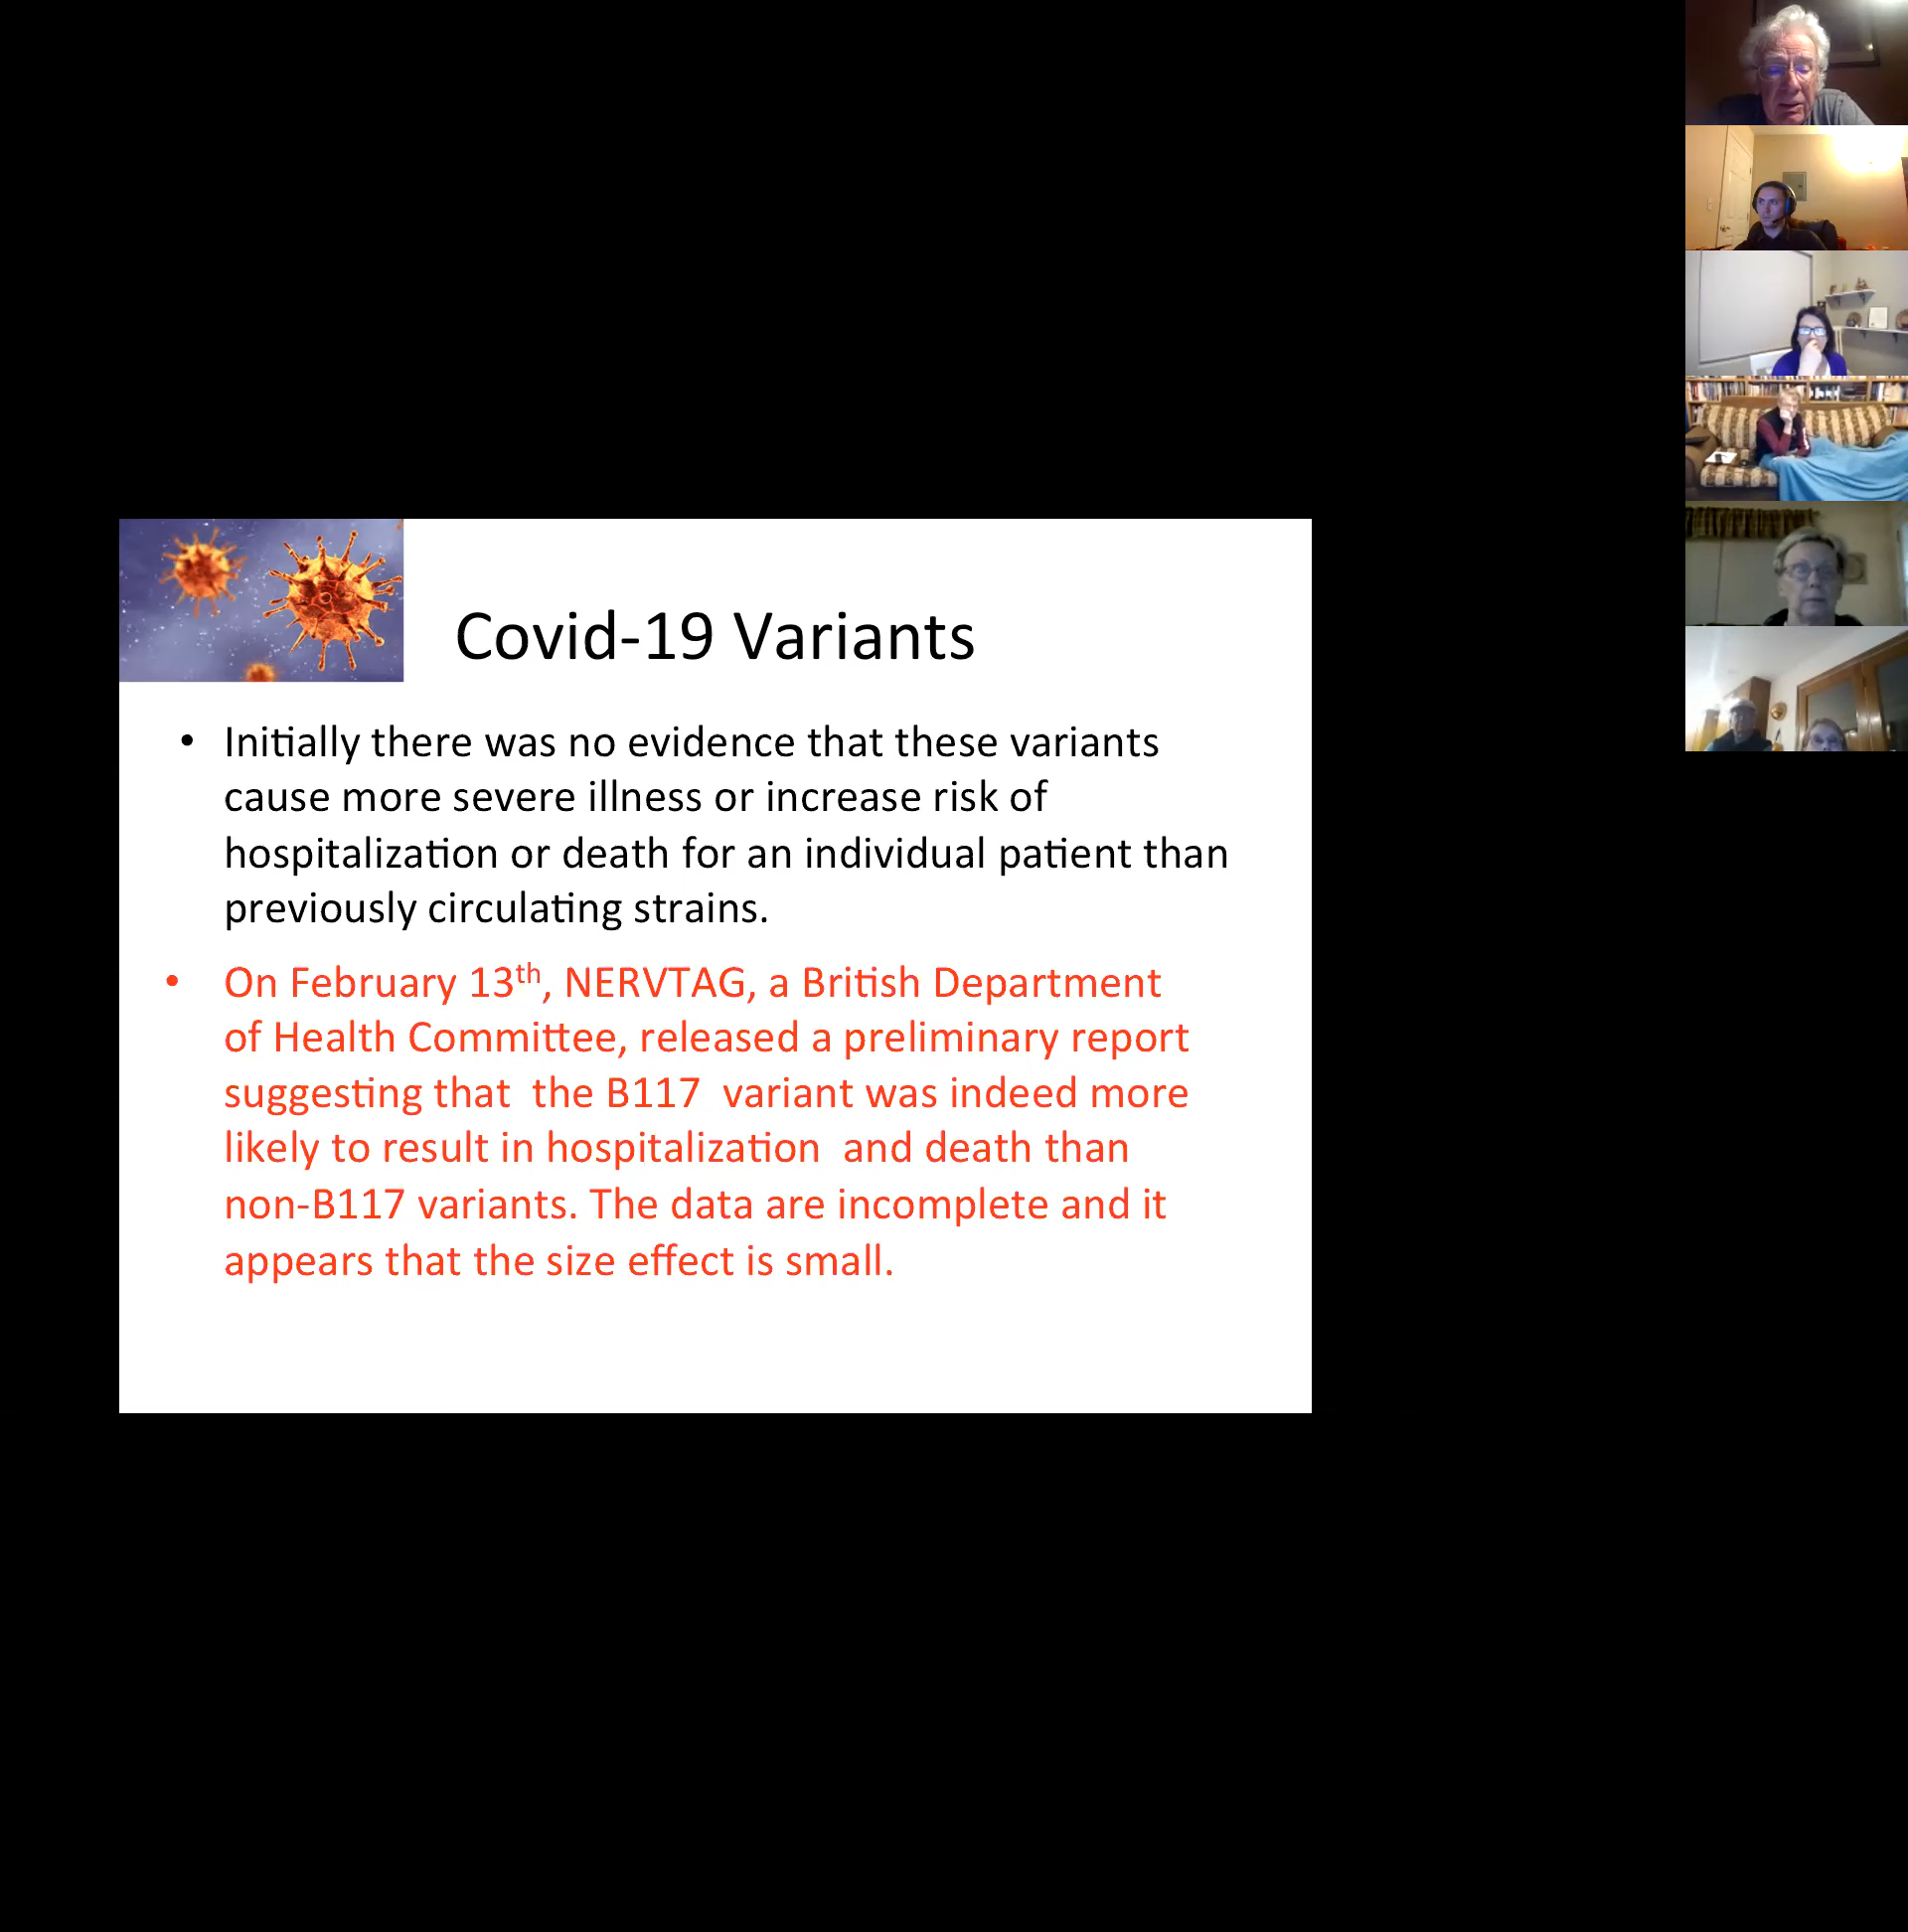 Covid-19 Variants
• Initially there was no evidence that these variants
cause more severe illness or increase risk of
hospitalization or death for an individual patient than
previously circulating strains.
• On February 13th, NERVTAG, a British Department
of Health Committee, released a preliminary report
suggesting that  the B117  variant was indeed more
likely to result in hospitalization  and death than
non-B117 variants. The data are incomplete and it
appears that the size effect is small.